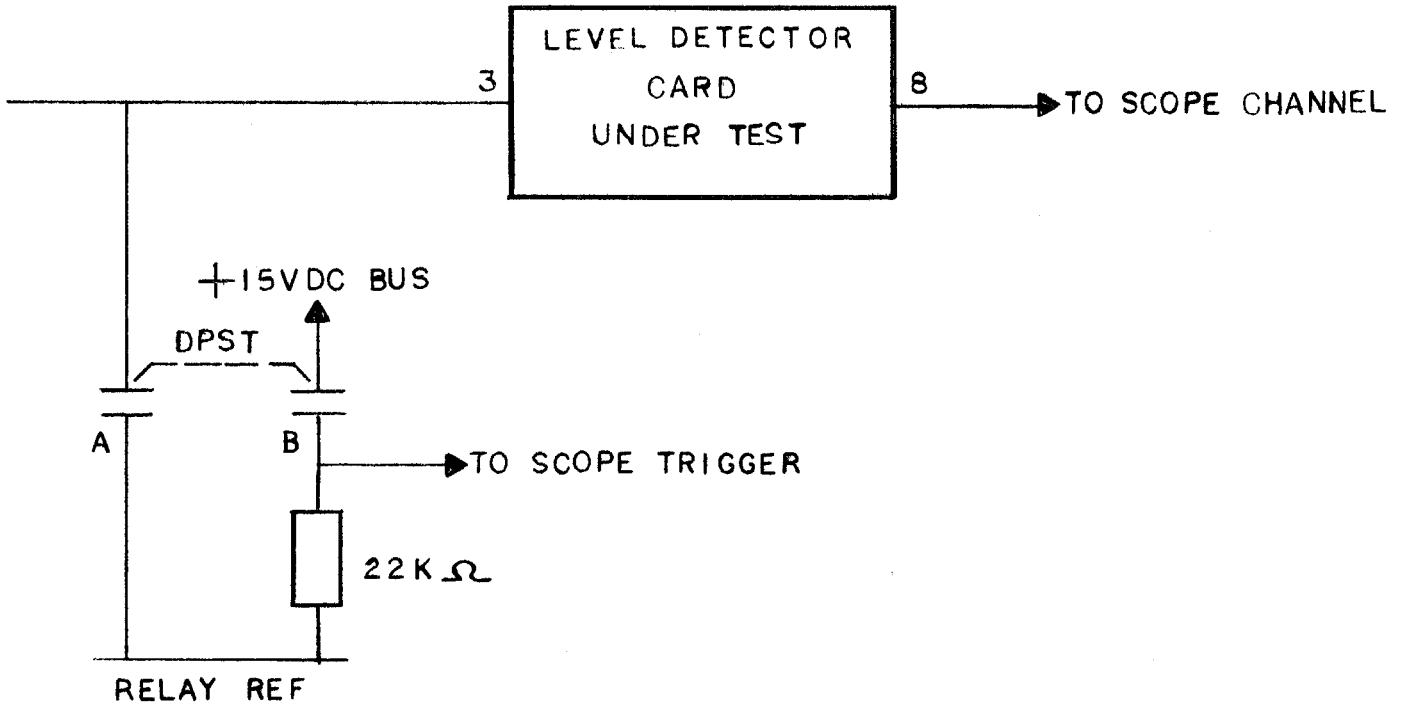 LEVEL DETECTOR
CARD
UNDER TEST
3
8
TO SCOPE CHANNEL
+15VDC BUS
DPST
A
B
TO SCOPE TRIGGER
22K Ω
RELAY REF